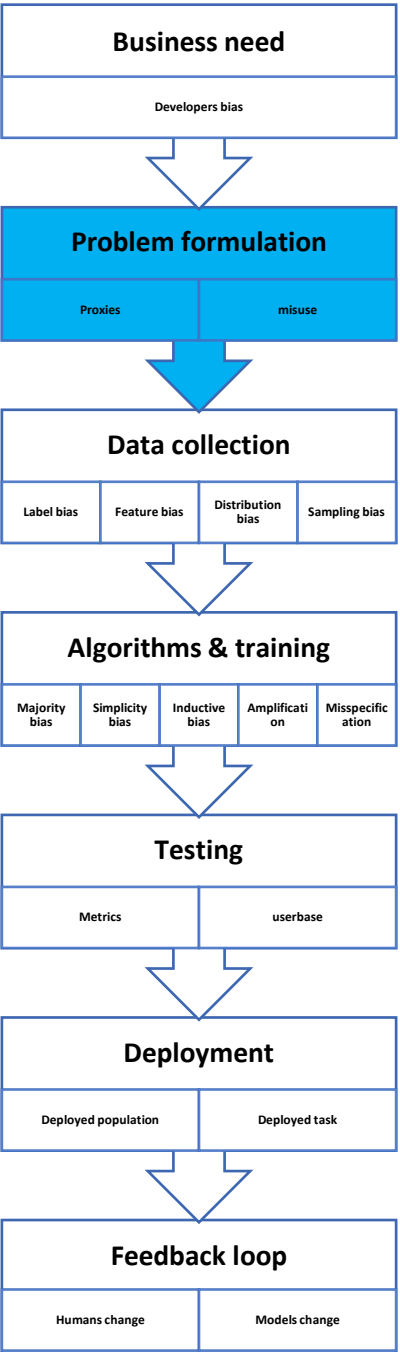 Business need
Developers bias
Problem formulation
Proxies
misuse
Data collection
Label bias
Feature bias
Distribution
bias
Sampling bias
Algorithms & training
Majority
bias
Simplicity
bias
Inductive
bias
Amplificati
on
Misspecific
ation
Testing
Metrics
userbase
Deployment
Deployed population
Deployed task
Feedback loop
Humans change
Models change